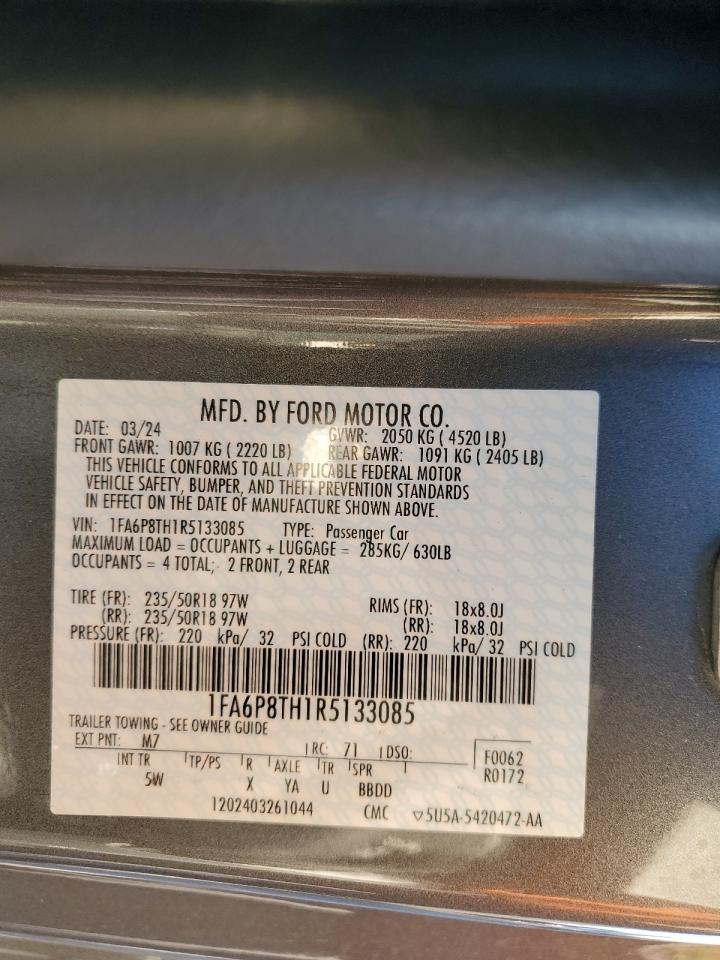 MFD. BY FORD MOTOR CO.
DATE: 03/24 GVWR: 2050 KG ( 4520 LB)
FRONT GAWR: 1007 KG ( 2220 LB) REAR GAWR: 1091 KG ( 2405 LB)
THIS VEHICLE CONFORMS TO ALL APPLICABLE FEDERAL MOTOR
VEHICLE SAFETY, BUMPER, AND THEFT PREVENTION STANDARDS
IN EFFECT ON THE DATE OF MANUFACTURE SHOWN ABOVE.
VIN: 1FA6P8TH1R5133085 TYPE: Passenger Car
MAXIMUM LOAD = OCCUPANTS + LUGGAGE = 285KG/ 630LB
OCCUPANTS = 4 TOTAL; 2 FRONT, 2 REAR
TIRE (FR): 235/50R18 97W RIMS (FR): 18x8.0J
(RR): 235/50R18 97W (RR): 18x8.0J
PRESSURE (FR): 220 kPa/ 32 PSI COLD (RR): 220 kPa/ 32 PSI COLD
1FA6P8TH1R5133085
TRAILER TOWING - SEE OWNER GUIDE
EXT PNT: M7 RC: 71 DSO: F0062
INT TR TP/PS R AXLE TR SPR R0172
5W X YA U BBDD
1202403261044 CMC ▽5U5A-5420472-AA